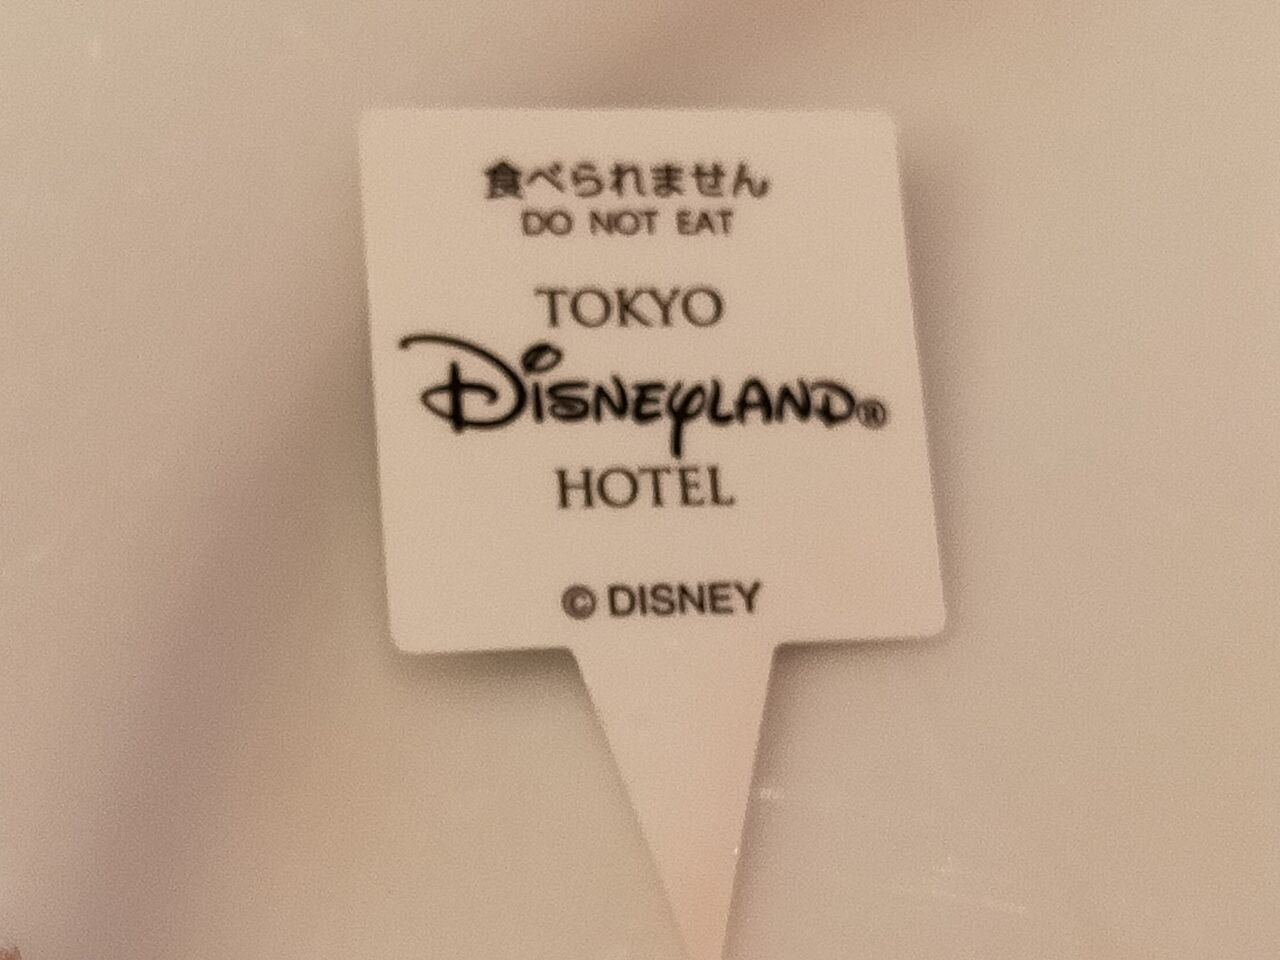 食べられません
DO NOT EAT
TOKYO
DISNEYLAND®
HOTEL
© DISNEY